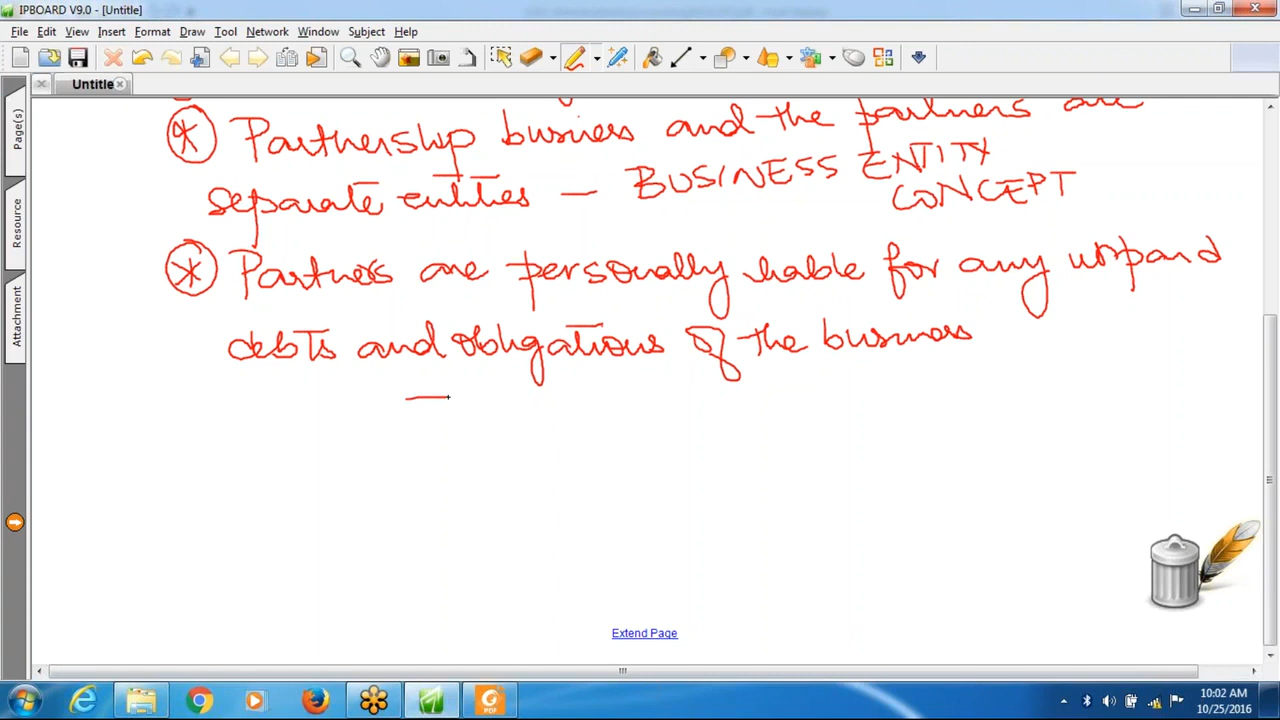 IPBOARD V9.0 - [Untitle]
File Edit View Insert Format Draw Tool Network Window Subject Help
Untitle
Page(s)
Resource
Attachment
Partnership business and the partners are
separate entities — BUSINESS ENTITY
CONCEPT
Partners are personally liable for any unpaid
debts and obligations of the business
Extend Page
PDF
10:02 AM
10/25/2016